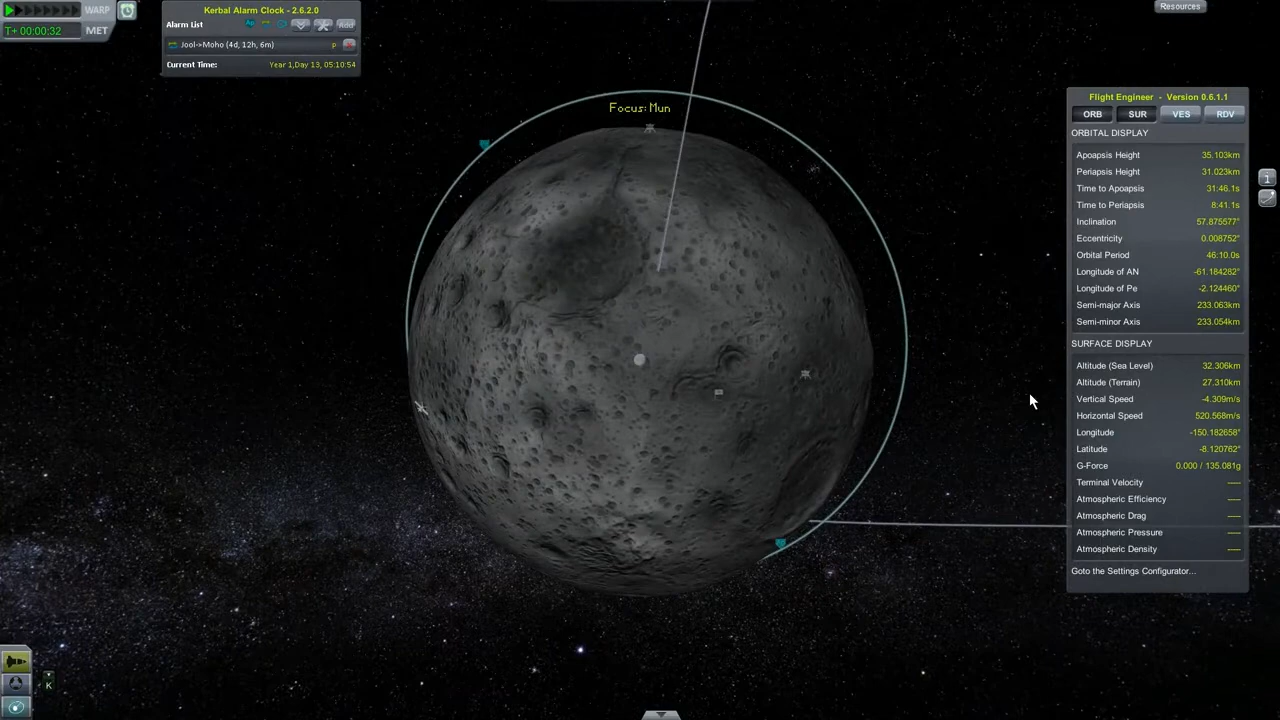 WARP
T+ 00:00:32
MET
Kerbal Alarm Clock - 2.6.2.0
Alarm List
Add
Jool->Moho (4d, 12h, 6m)
p
Current Time:
Year 1,Day 13, 05:10:54
Resources
Focus: Mun
Flight Engineer - Version 0.6.1.1
ORB SUR VES RDV
ORBITAL DISPLAY
Apoapsis Height 35.103km
Periapsis Height 31.023km
Time to Apoapsis 31:46.1s
Time to Periapsis 8:41.1s
Inclination 57.875577°
Eccentricity 0.008752°
Orbital Period 46:10.0s
Longitude of AN -61.184282°
Longitude of Pe -2.124460°
Semi-major Axis 233.063km
Semi-minor Axis 233.054km
SURFACE DISPLAY
Altitude (Sea Level) 32.306km
Altitude (Terrain) 27.310km
Vertical Speed -4.309m/s
Horizontal Speed 520.568m/s
Longitude -150.182658°
Latitude -8.120762°
G-Force 0.000 / 135.081g
Terminal Velocity ----
Atmospheric Efficiency ----
Atmospheric Drag ----
Atmospheric Pressure ----
Atmospheric Density ----
Goto the Settings Configurator...
K